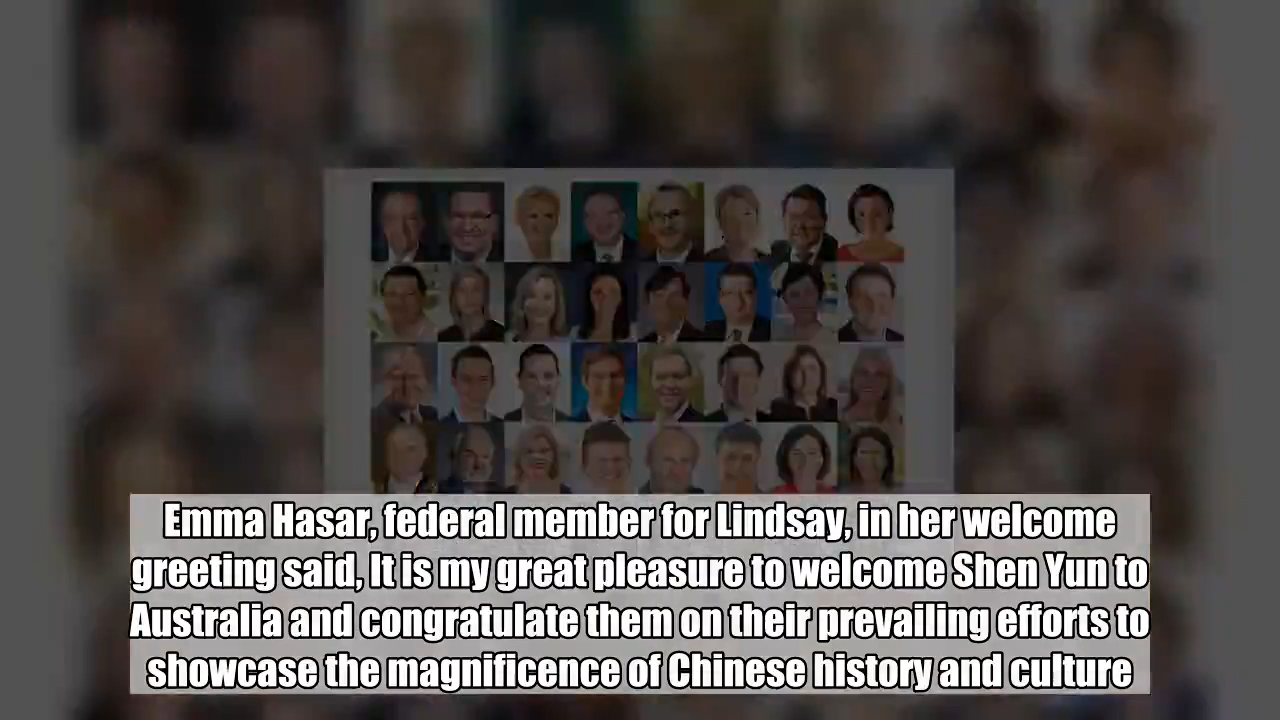 Emma Hasar, federal member for Lindsay, in her welcome
greeting said, It is my great pleasure to welcome Shen Yun to
Australia and congratulate them on their prevailing efforts to
showcase the magnificence of Chinese history and culture